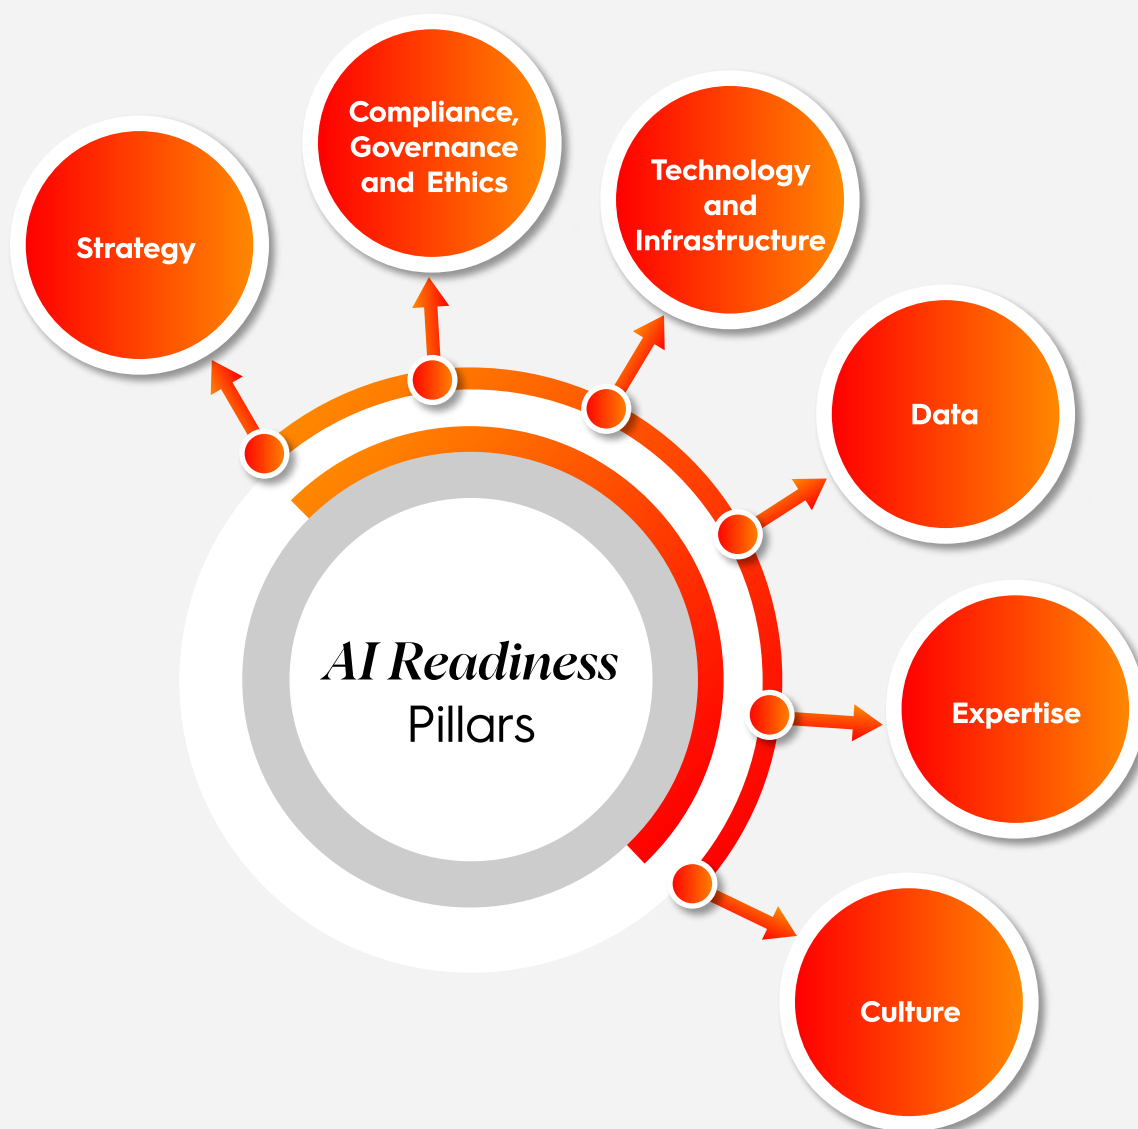 Compliance,
Governance
and Ethics
Technology
and
Infrastructure
Strategy
Data
AI Readiness
Pillars
Expertise
Culture